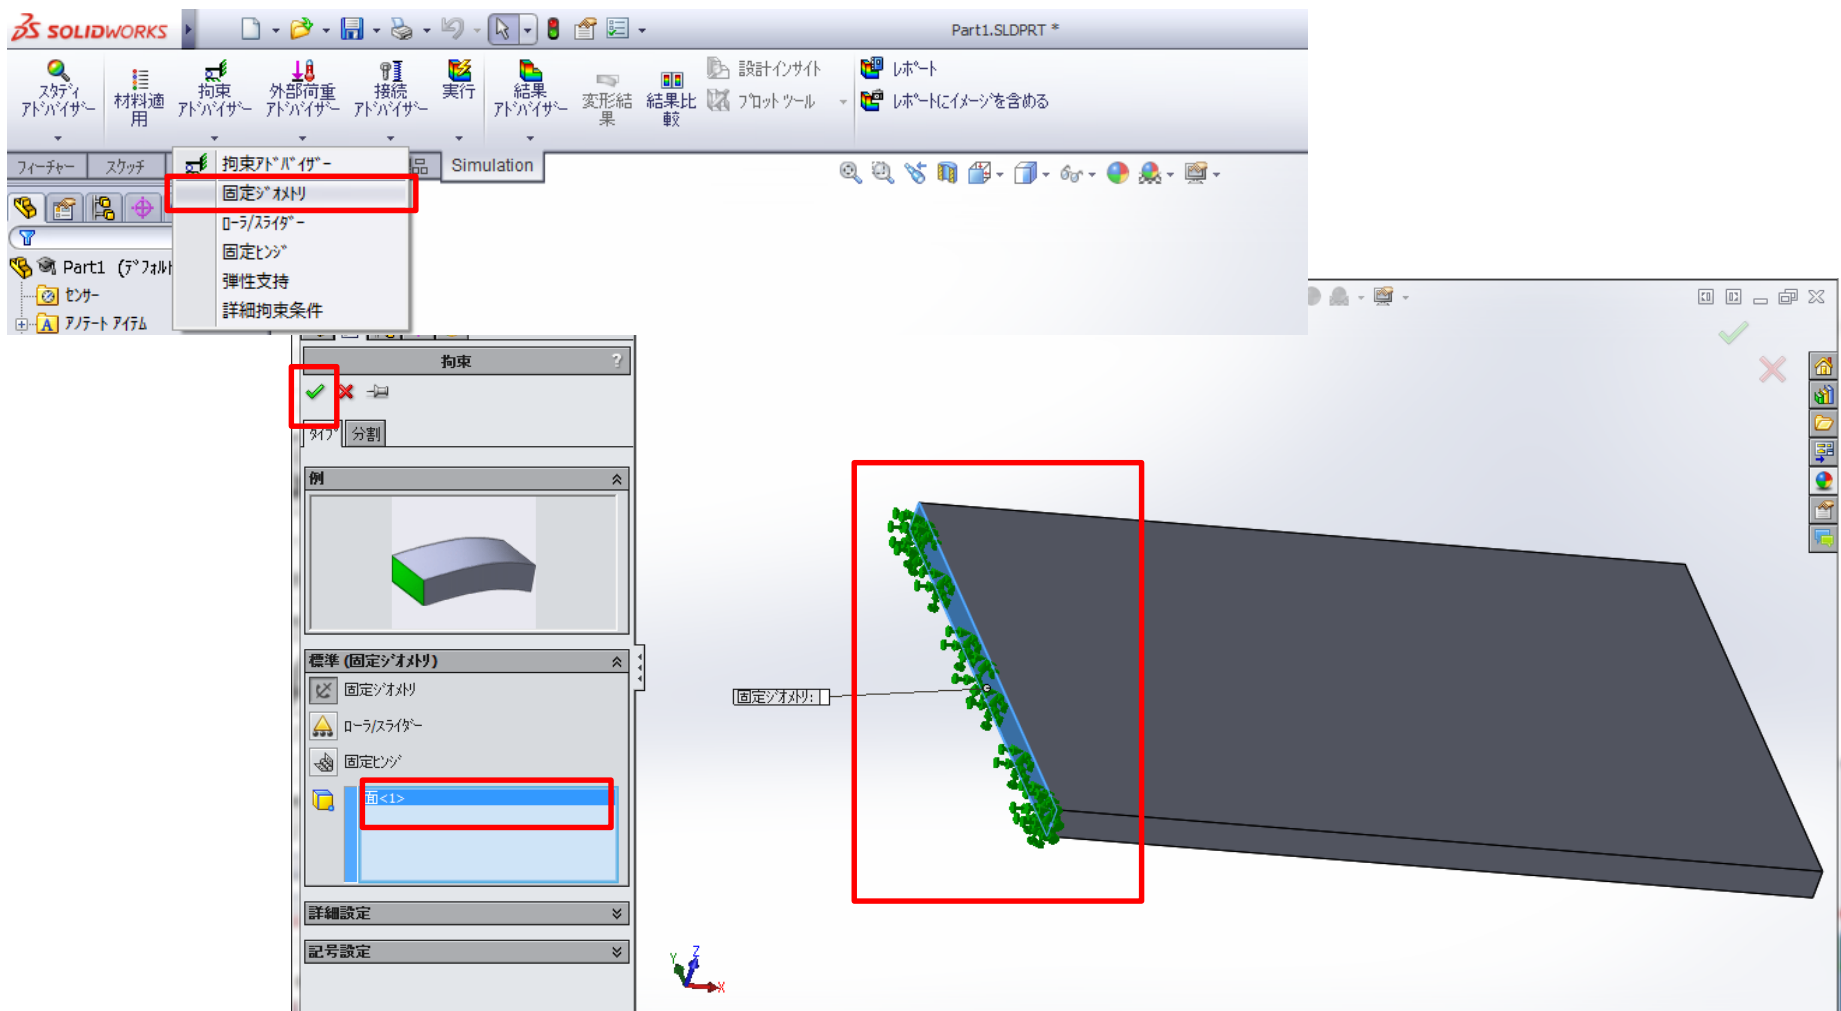 SOLIDWORKS
Part1.SLDPRT *
スタディ
アドバイザー
材料適
用
拘束
アドバイザー
外部荷重
アドバイザー
接続
アドバイザー
実行
結果
アドバイザー
変形結
果
結果比
較
設計インサイト
プロット ツール
レポート
レポートにイメージを含める
フィーチャー
スケッチ
品
Simulation
拘束アドバイザー
固定ジオメトリ
ローラ/スライダー
固定ヒンジ
弾性支持
詳細拘束条件
Part1 (デフォルト
センサー
アノテート アイテム
拘束
?
タイプ
分割
例
標準 (固定ジオメトリ)
固定ジオメトリ
ローラ/スライダー
固定ヒンジ
面<1>
詳細設定
記号設定
固定ジオメトリ:
Y
Z
X